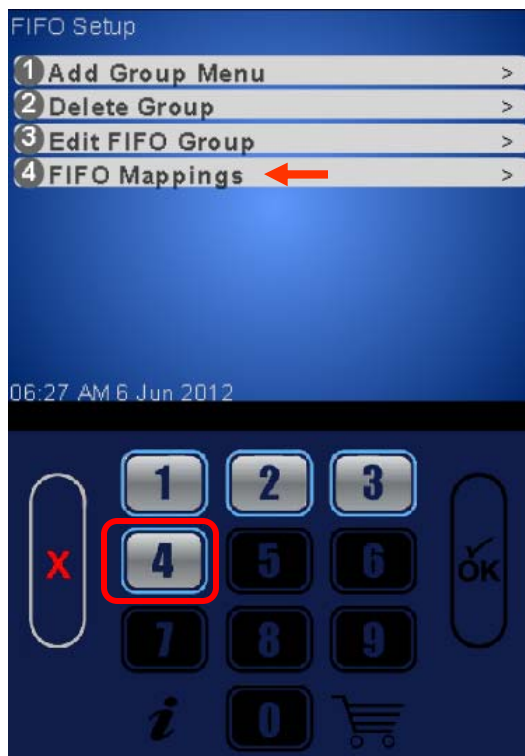 FIFO Setup
1 Add Group Menu >
2 Delete Group >
3 Edit FIFO Group >
4 FIFO Mappings >
06:27 AM 6 Jun 2012
1 2 3
X 4 5 6 OK
7 8 9
i 0